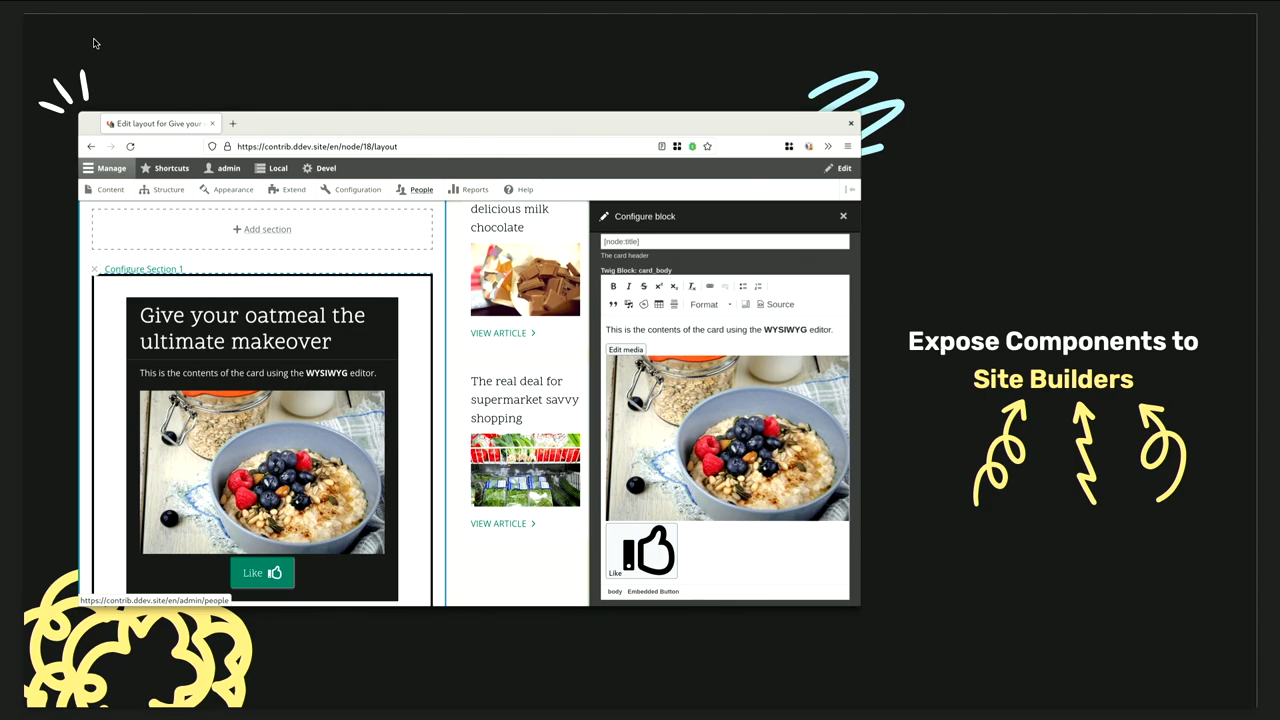 Edit layout for Give your
https://contrib.ddev.site/en/node/18/layout
Manage
Shortcuts
admin
Local
Devel
Edit
Content
Structure
Appearance
Extend
Configuration
People
Reports
Help
Add section
Configure Section 1
Give your oatmeal the
ultimate makeover
This is the contents of the card using the WYSIWYG editor.
Like
https://contrib.ddev.site/en/admin/people
delicious milk
chocolate
VIEW ARTICLE
The real deal for
supermarket savvy
shopping
VIEW ARTICLE
Configure block
[node:title]
The card header
Twig Block: card_body
Format
Source
This is the contents of the card using the WYSIWYG editor.
Edit media
Like
body Embedded Button
Expose Components to
Site Builders